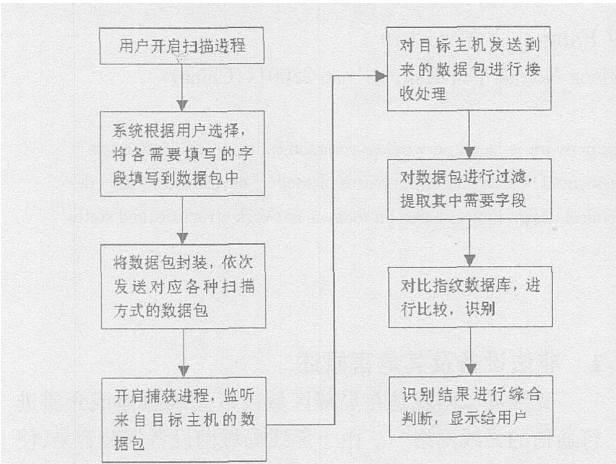 用户开启扫描进程
系统根据用户选择，
将各需要填写的字
段填写到数据包中
将数据包封装，依次
发送对应各种扫描
方式的数据包
开启捕获进程，监听
来自目标主机的数
据包
对目标主机发送到
来的数据包进行接
收处理
对数据包进行过滤，
提取其中需要字段
对比指纹数据库，进
行比较，识别
识别结果进行综合
判断，显示给用户